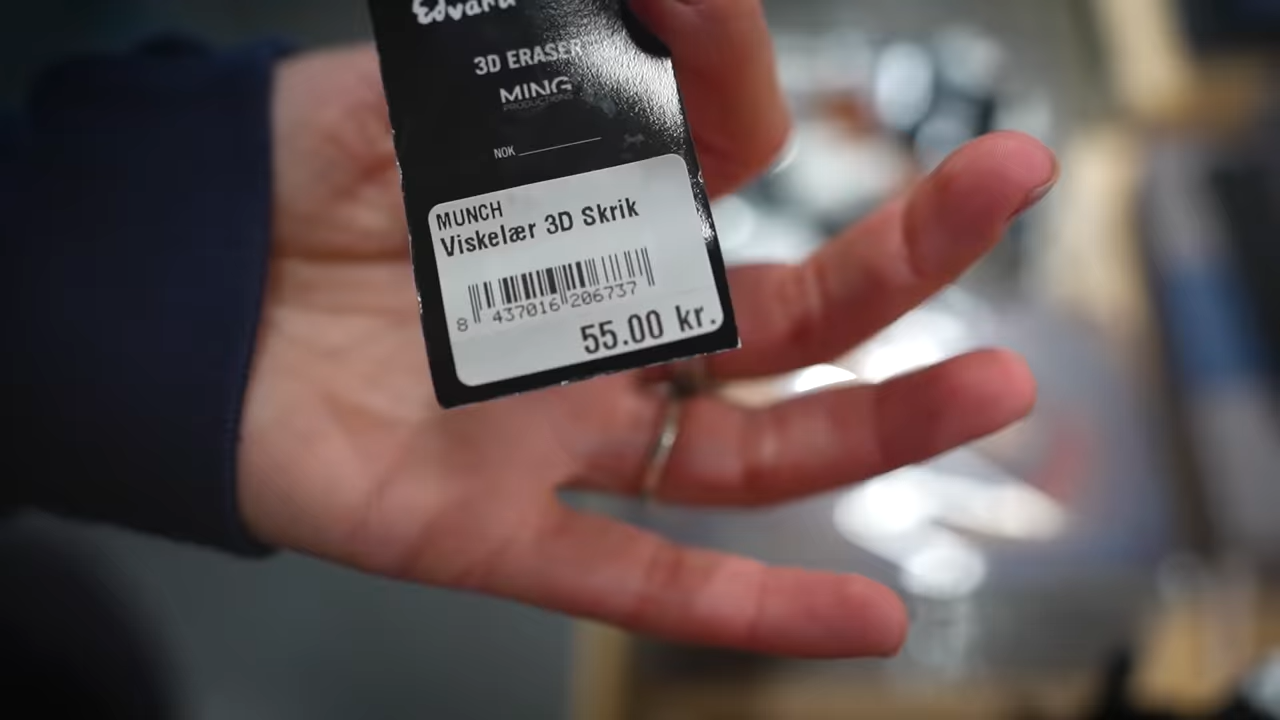 Edvard
3D ERASER
MING
PRODUCTIONS
NOK
MUNCH
Viskelær 3D Skrik
8 437016 206737
55.00 kr.